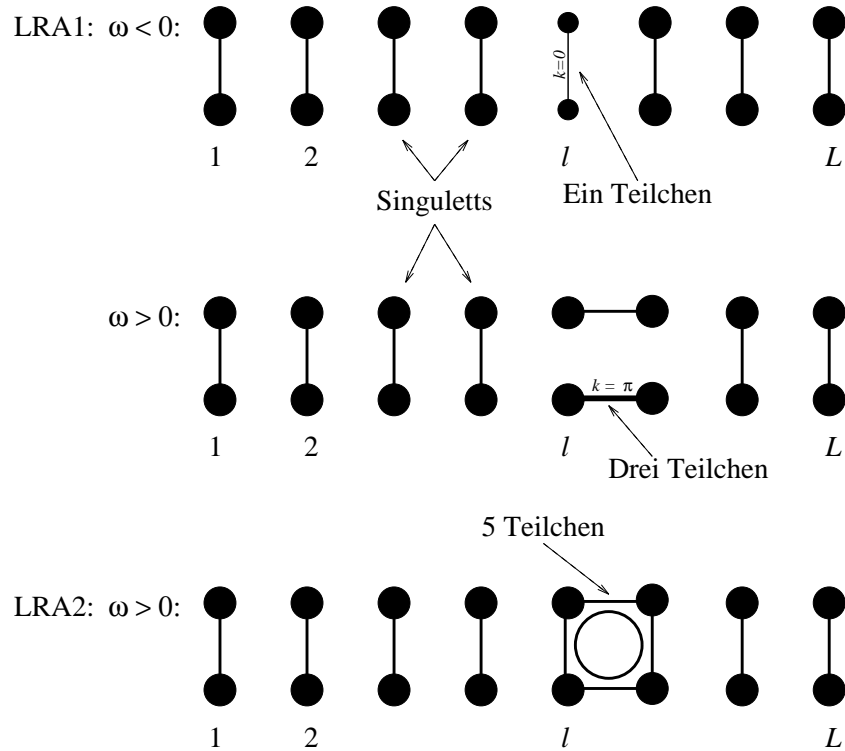 LRA1: ω < 0:
k=0
1 2 l L
Singuletts
Ein Teilchen
ω > 0:
k = π
1 2 l L
Drei Teilchen
5 Teilchen
LRA2: ω > 0:
1 2 l L